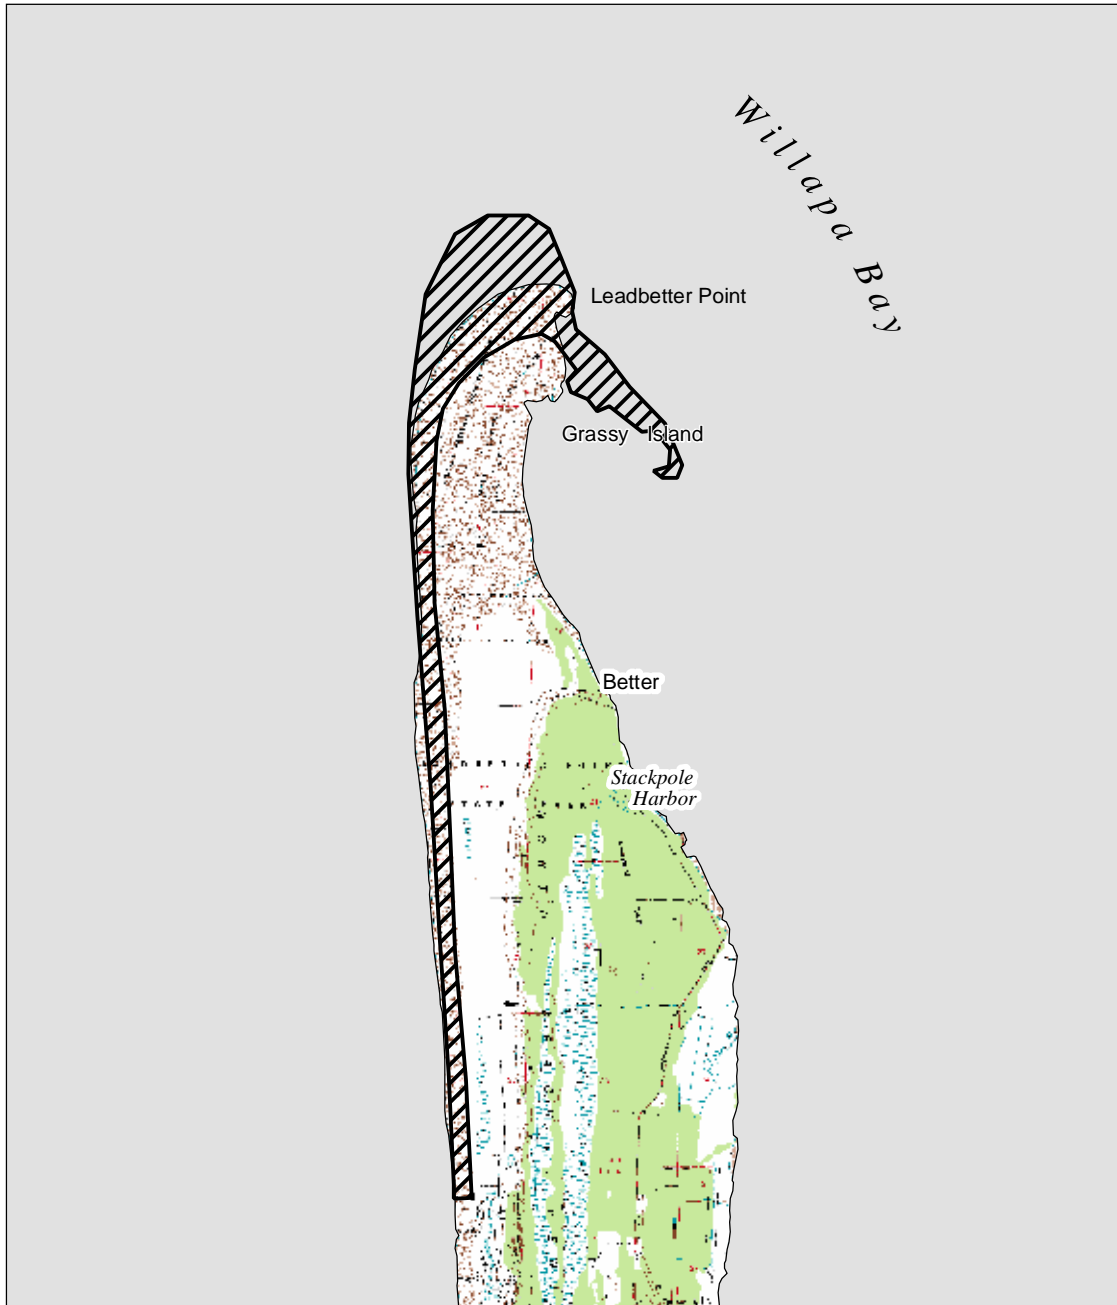 Willapa Bay
Leadbetter Point
Grassy Island
Better
Stackpole
Harbor